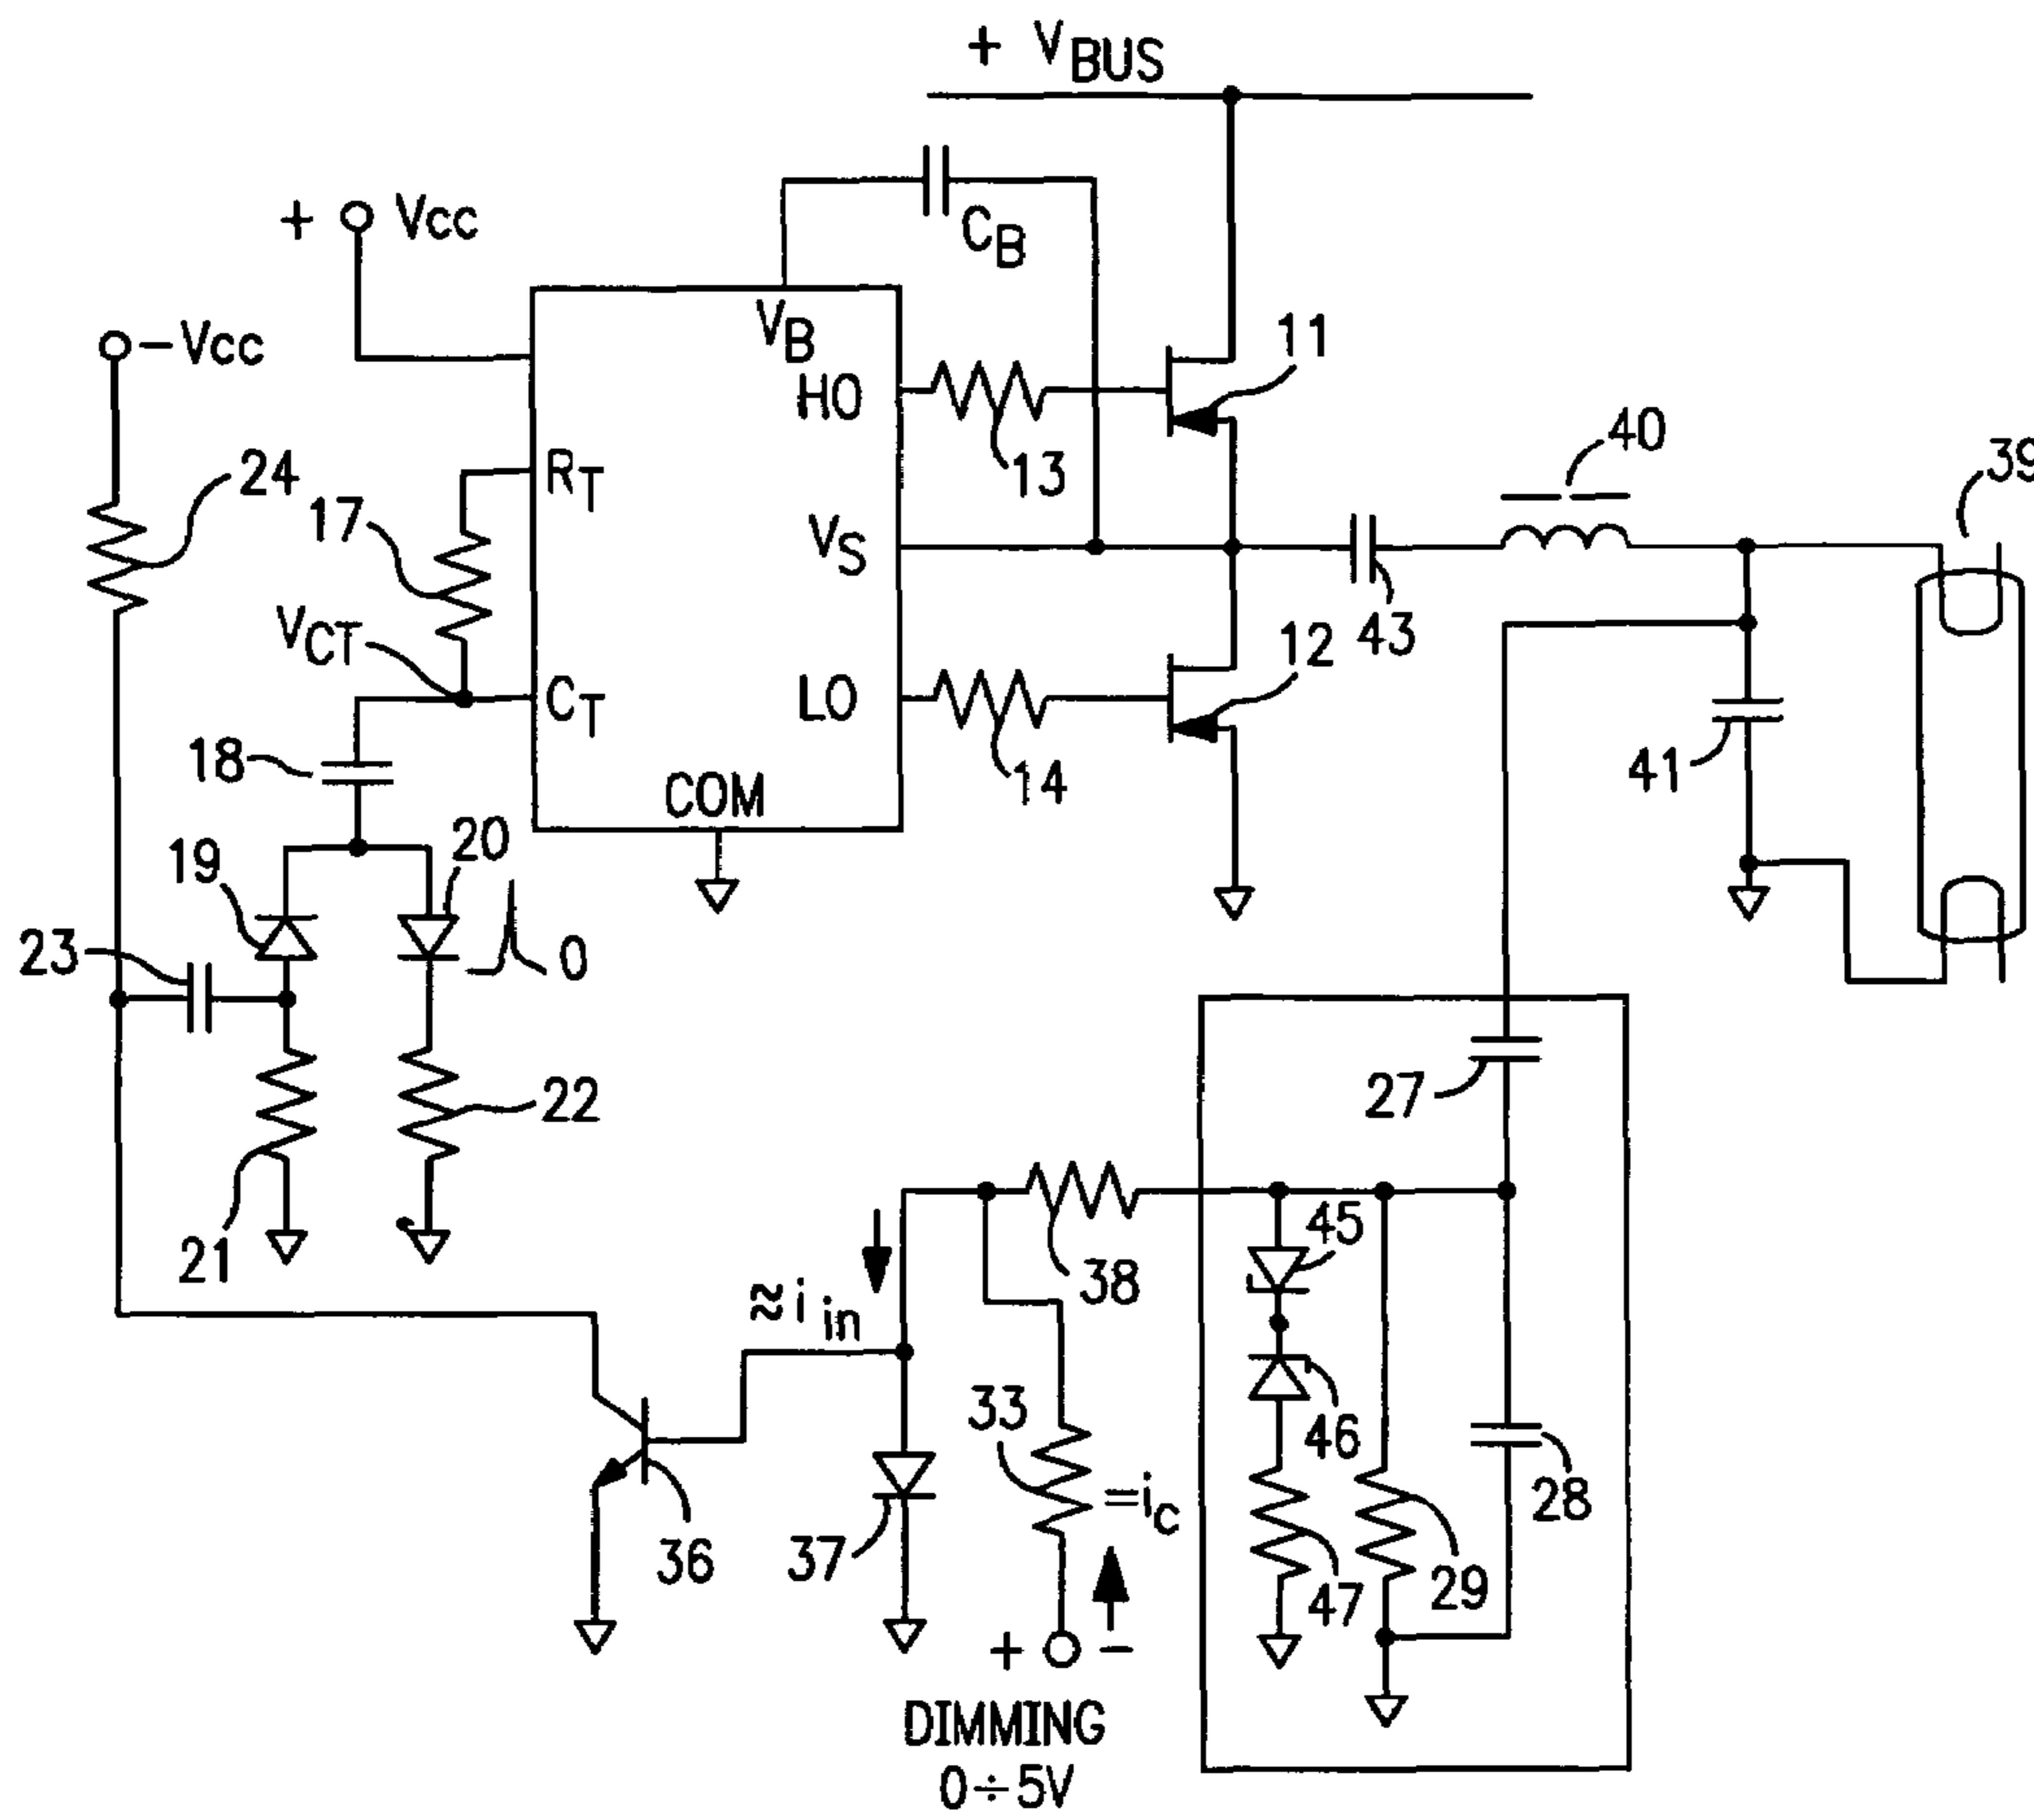 + VBUS
+ Vcc
CB
-Vcc
VB
HO
11
13
40
39
24
17
RT
VS
VCT
12
43
CT
LO
14
41
18
COM
19
20
23
0
27
22
21
38
45
≈i in
33
=ic
46
28
36
37
47
29
+ -
DIMMING
0÷5V